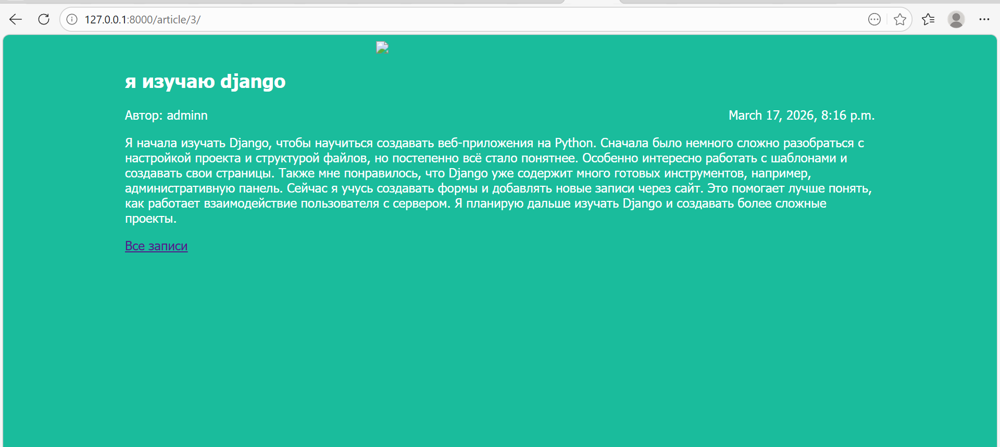 127.0.0.1:8000/article/3/
я изучаю django
Автор: adminn
March 17, 2026, 8:16 p.m.
Я начала изучать Django, чтобы научиться создавать веб-приложения на Python. Сначала было немного сложно разобраться с
настройкой проекта и структурой файлов, но постепенно всё стало понятнее. Особенно интересно работать с шаблонами и
создавать свои страницы. Также мне понравилось, что Django уже содержит много готовых инструментов, например,
административную панель. Сейчас я учусь создавать формы и добавлять новые записи через сайт. Это помогает лучше понять,
как работает взаимодействие пользователя с сервером. Я планирую дальше изучать Django и создавать более сложные
проекты.
Все записи